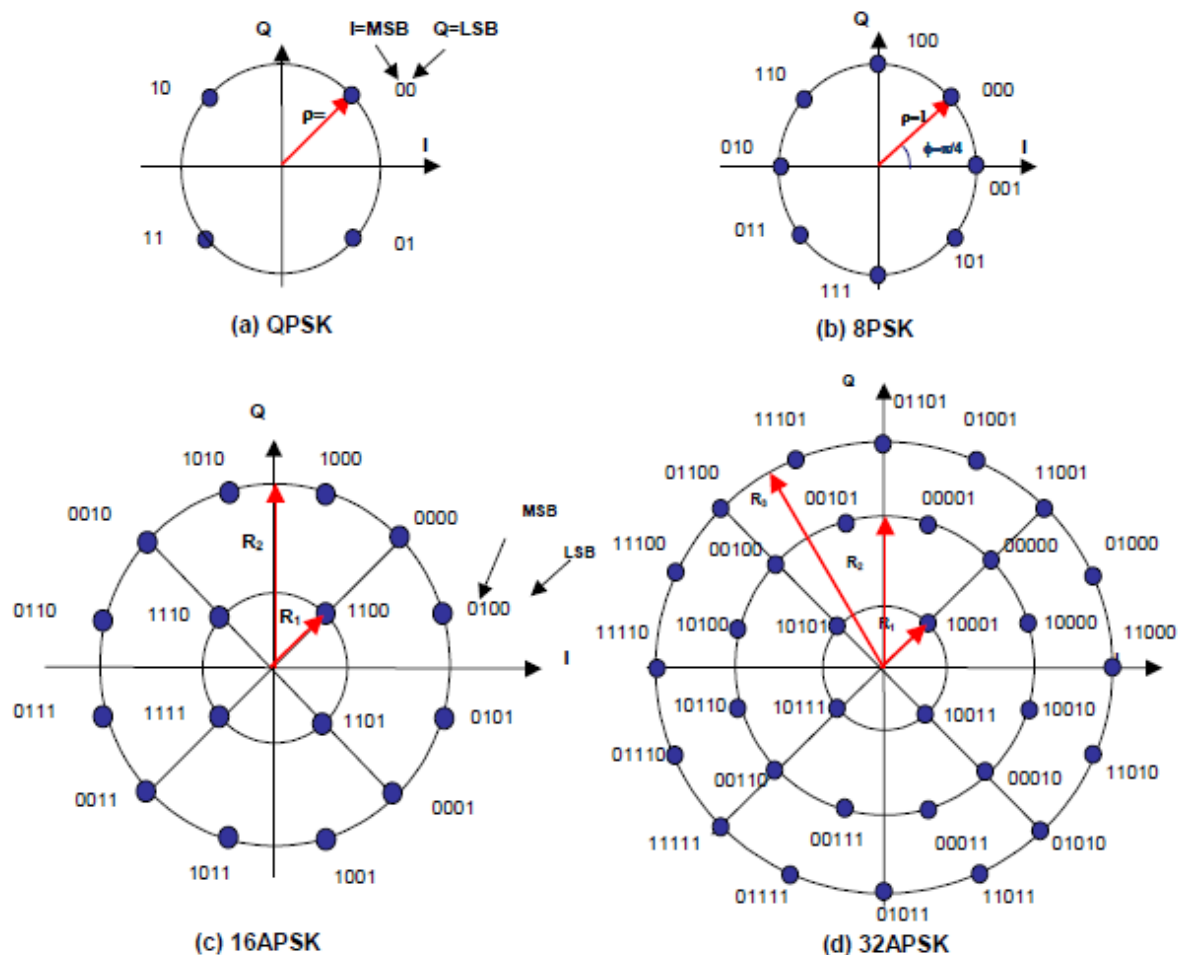 Q
I=MSB Q=LSB
10
00
ρ=
I
11
01
(a) QPSK
Q
100
110
000
ρ=1
ϕ=π/4
I
010
001
011
101
111
(b) 8PSK
Q
1010
1000
0010
0000
MSB
R2
LSB
0110
1110
R1
1100
0100
I
0111
1111
1101
0101
0011
0001
1011
1001
(c) 16APSK
Q
01101
11101
01001
01100
11001
R3
00101
00001
11100
00100
R2
00000
01000
10100
10101
R1
10001
10000
11110
11000
I
10110
10111
10011
10010
01110
00110
00010
11010
11111
00111
00011
01010
01111
01011
11011
(d) 32APSK